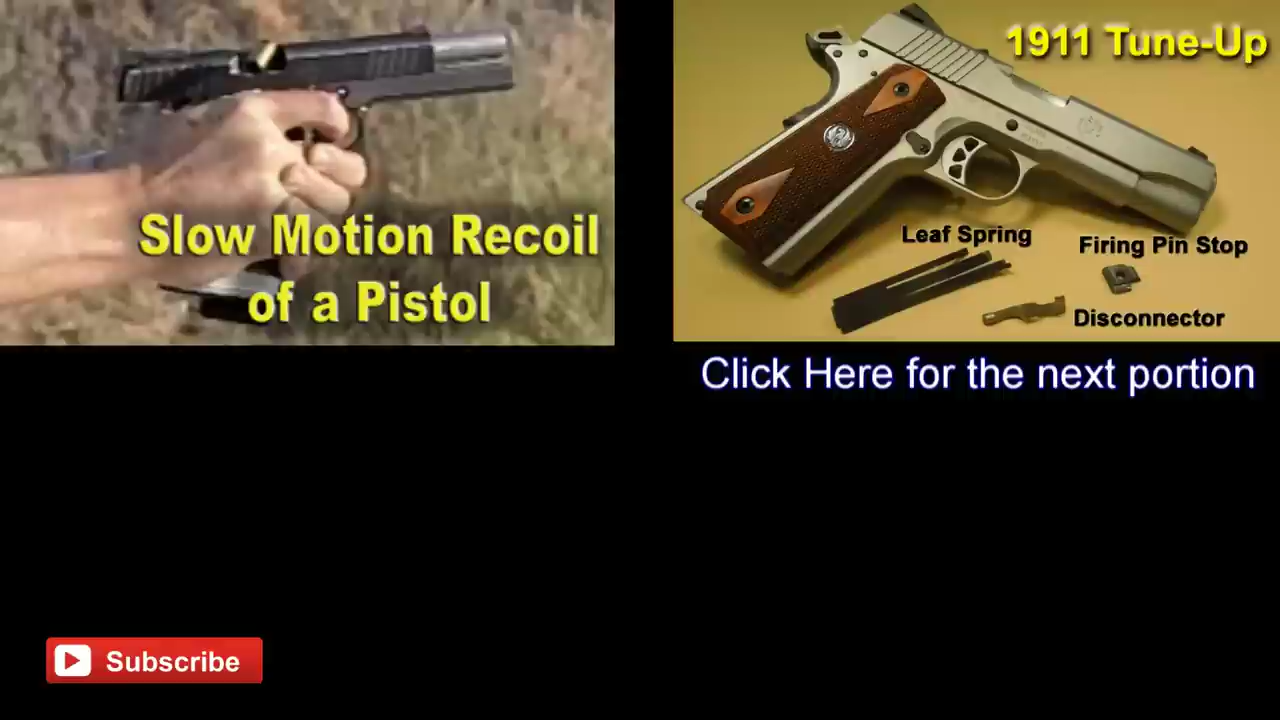 Slow Motion Recoil
of a Pistol
1911 Tune-Up
Leaf Spring
Firing Pin Stop
Disconnector
Click Here for the next portion
Subscribe